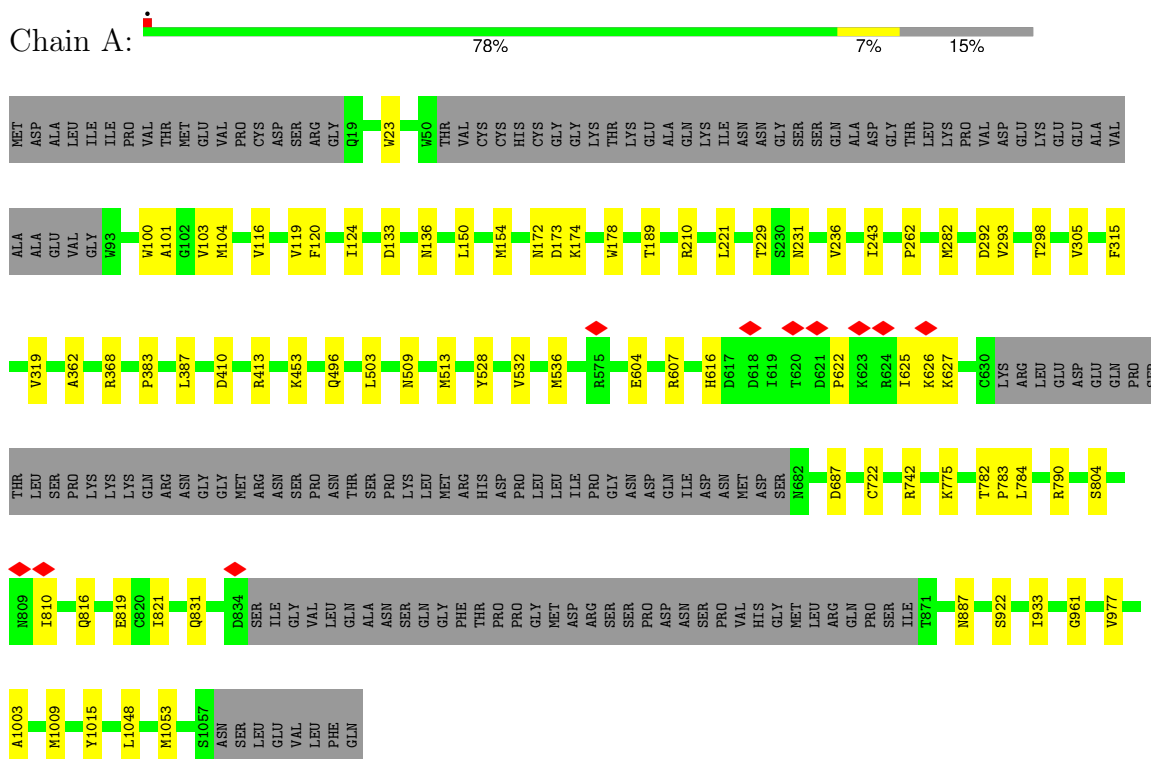 Chain A:
78% 7% 15%
MET ASP ALA LEU ILE ILE PRO VAL THR MET GLU VAL PRO CYS ASP SER ARG GLY Q19 W23 W50 THR VAL CYS CYS HIS CYS GLY GLY LYS THR LYS GLU ALA GLN LYS ILE ASN ASN GLY SER SER GLN ALA ASP GLY THR LEU LYS PRO VAL ASP GLU LYS GLU GLU ALA VAL
ALA ALA GLU VAL GLY W93 W100 A101 G102 V103 M104 V116 V119 F120 I124 D133 N136 L150 M154 N172 D173 K174 W178 T189 R210 L221 T229 S230 N231 V236 I243 P262 M282 D292 V293 T298 V305 F315
V319 A362 R368 P383 L387 D410 R413 K453 Q496 L503 N509 M513 Y528 V532 M536 R575 E604 R607 H616 D617 D618 I619 T620 D621 P622 K623 R624 I625 K626 K627 C630 LYS ARG LEU GLU ASP GLU GLN PRO SER
THR LEU SER PRO LYS LYS LYS GLN ARG ASN GLY GLY MET ARG ASN SER PRO ASN THR SER PRO LYS LEU MET ARG HIS ASP PRO LEU LEU ILE PRO GLY ASN ASP GLN ILE ASP ASN MET ASP SER N682 D687 C722 R742 K775 T782 P783 L784 R790 S804
N809 I810 Q816 E819 C820 I821 Q831 D834 SER ILE GLY VAL LEU GLN ALA ASN SER GLN GLY PHE THR PRO PRO GLY MET ASP ARG SER SER PRO ASP ASN SER PRO VAL HIS GLY MET LEU ARG GLN PRO SER ILE T871 N887 S922 I933 G961 V977
A1003 M1009 Y1015 L1048 M1053 S1057 ASN SER LEU GLU VAL LEU PHE GLN